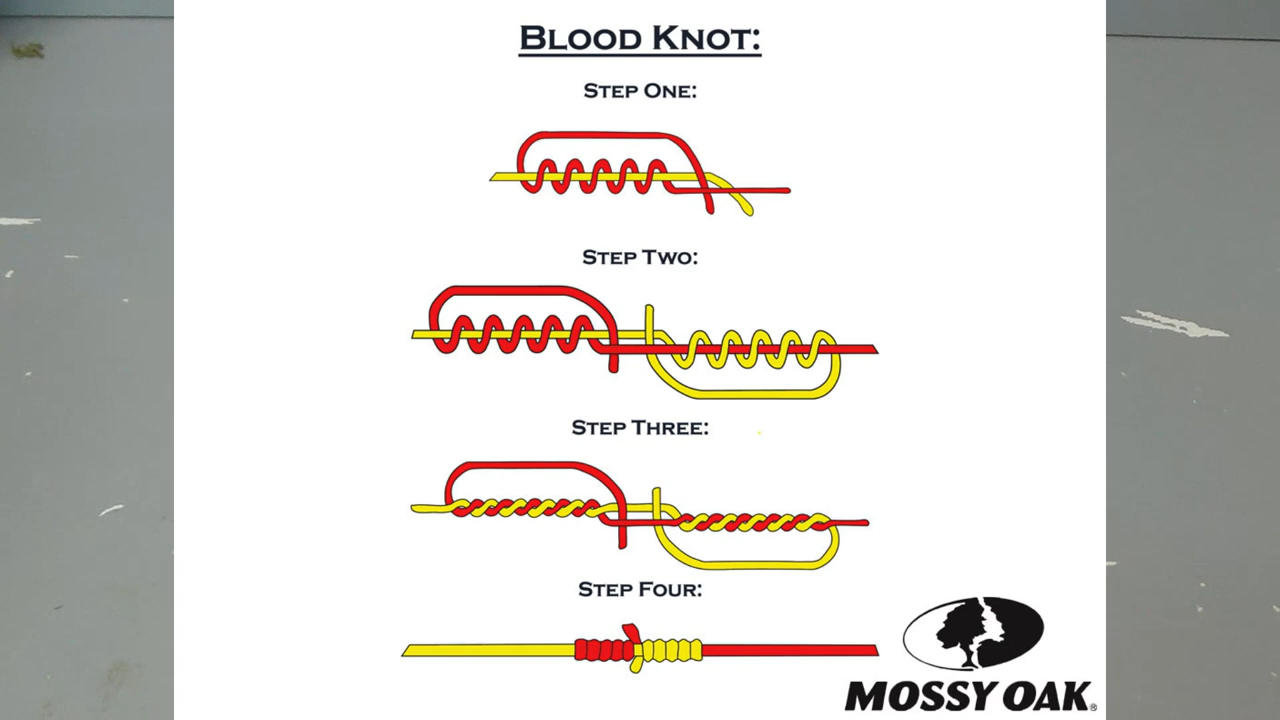 BLOOD KNOT:
STEP ONE:
STEP TWO:
STEP THREE:
STEP FOUR:
MOSSY OAK®